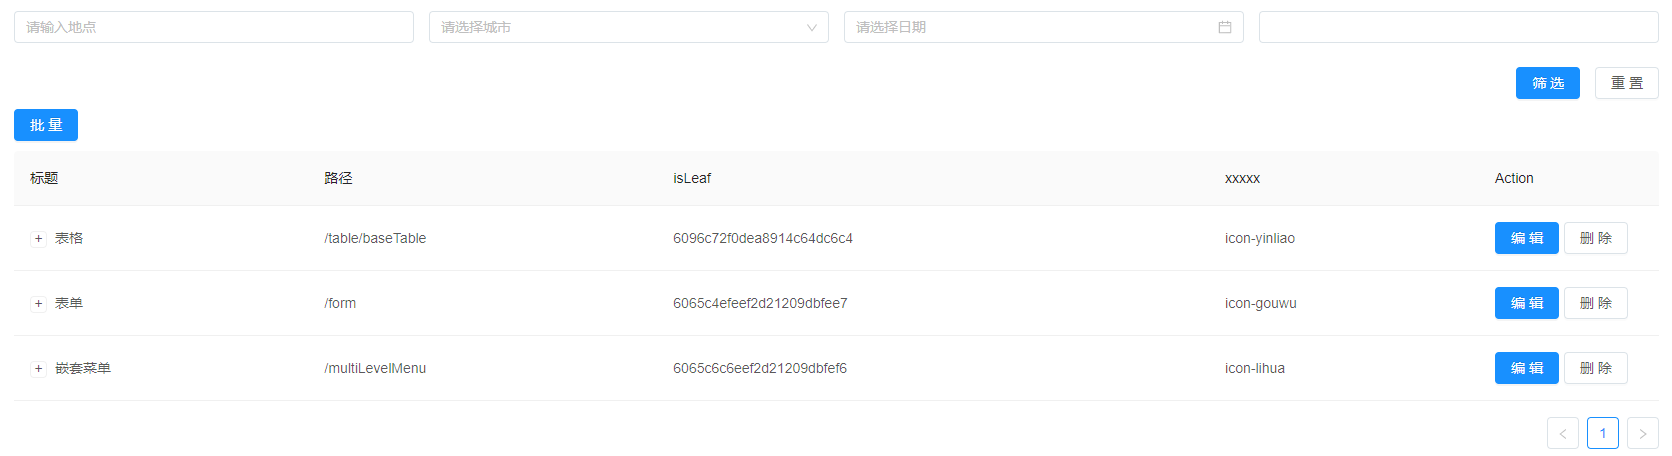 请输入地点 请选择城市 请选择日期
筛 选 重 置
批 量
标题 路径 isLeaf xxxxx Action
+ 表格 /table/baseTable 6096c72f0dea8914c64dc6c4 icon-yinliao 编 辑 删 除
+ 表单 /form 6065c4efeef2d21209dbfee7 icon-gouwu 编 辑 删 除
+ 嵌套菜单 /multiLevelMenu 6065c6c6eef2d21209dbfef6 icon-lihua 编 辑 删 除
< 1 >